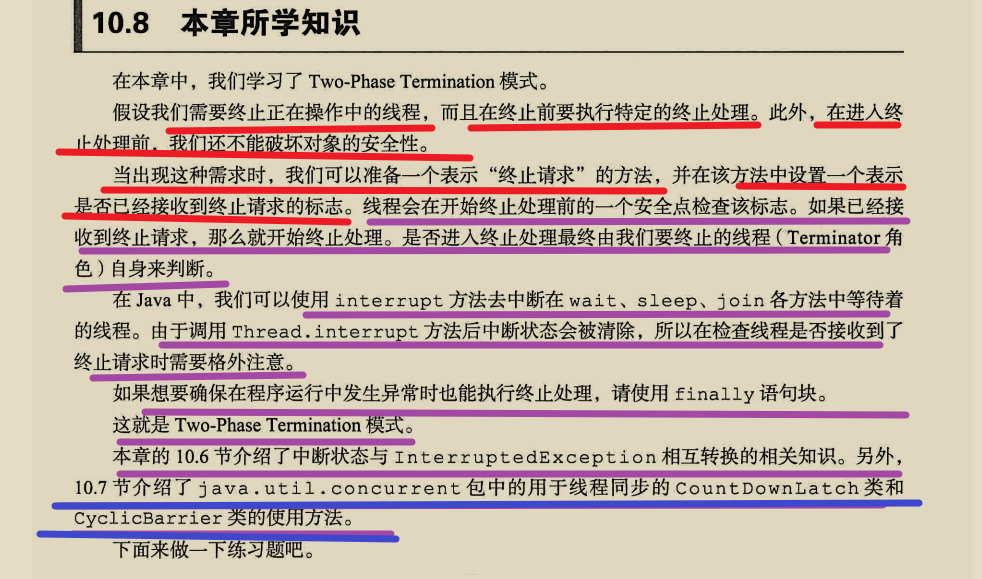 10.8 本章所学知识
在本章中，我们学习了 Two-Phase Termination 模式。
假设我们需要终止正在操作中的线程，而且在终止前要执行特定的终止处理。此外，在进入终
止处理前，我们还不能破坏对象的安全性。
当出现这种需求时，我们可以准备一个表示“终止请求”的方法，并在该方法中设置一个表示
是否已经接收到终止请求的标志。线程会在开始终止处理前的一个安全点检查该标志。如果已经接
收到终止请求，那么就开始终止处理。是否进入终止处理最终由我们要终止的线程（Terminator 角
色）自身来判断。
在 Java 中，我们可以使用 interrupt 方法去中断在 wait、sleep、join 各方法中等待着
的线程。由于调用 Thread.interrupt 方法后中断状态会被清除，所以在检查线程是否接收到了
终止请求时需要格外注意。
如果想要确保在程序运行中发生异常时也能执行终止处理，请使用 finally 语句块。
这就是 Two-Phase Termination 模式。
本章的 10.6 节介绍了中断状态与 InterruptedException 相互转换的相关知识。另外，
10.7 节介绍了 java.util.concurrent 包中的用于线程同步的 CountDownLatch 类和
CyclicBarrier 类的使用方法。
下面来做一下练习题吧。